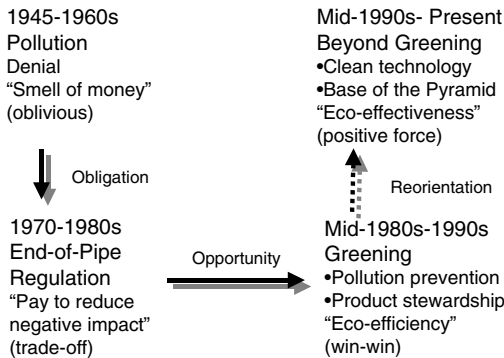 1945-1960s
Pollution
Denial
“Smell of money”
(oblivious)
Obligation
1970-1980s
End-of-Pipe
Regulation
“Pay to reduce
negative impact”
(trade-off)
Opportunity
Mid-1980s-1990s
Greening
•Pollution prevention
•Product stewardship
“Eco-efficiency”
(win-win)
Reorientation
Mid-1990s- Present
Beyond Greening
•Clean technology
•Base of the Pyramid
“Eco-effectiveness”
(positive force)